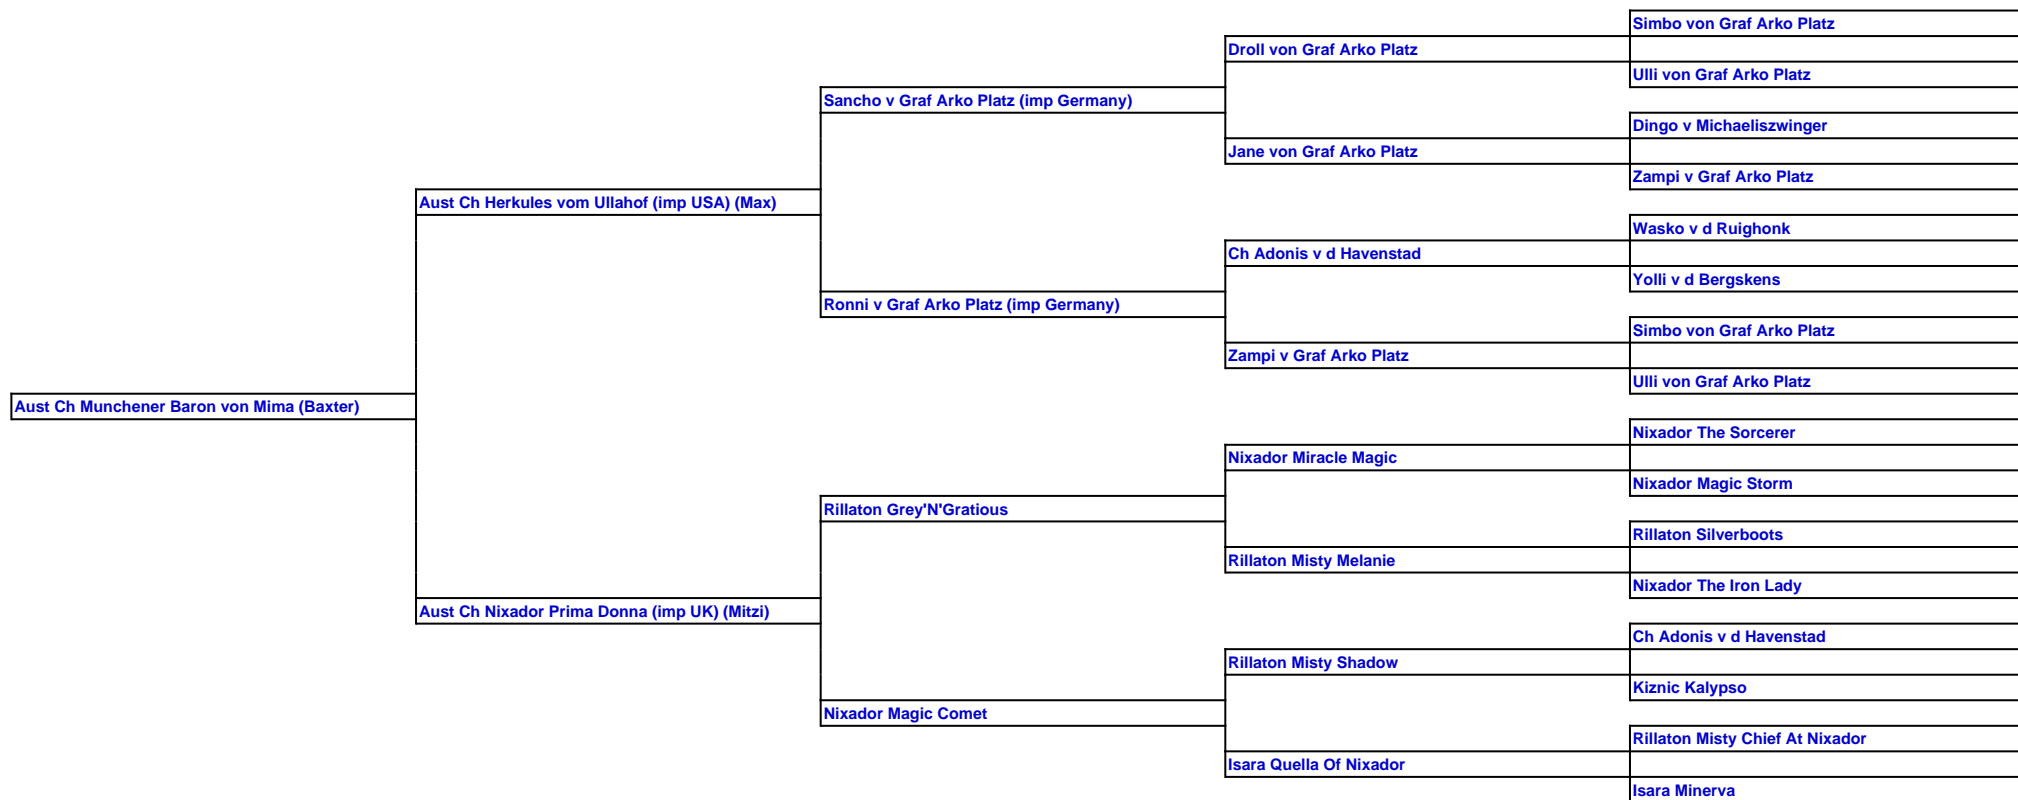 Simbo von Graf Arko Platz
Droll von Graf Arko Platz
Ulli von Graf Arko Platz
Sancho v Graf Arko Platz (imp Germany)
Dingo v Michaeliszwinger
Jane von Graf Arko Platz
Zampi v Graf Arko Platz
Aust Ch Herkules vom Ullahof (imp USA) (Max)
Wasko v d Ruighonk
Ch Adonis v d Havenstad
Yolli v d Bergskens
Ronni v Graf Arko Platz (imp Germany)
Simbo von Graf Arko Platz
Zampi v Graf Arko Platz
Ulli von Graf Arko Platz
Aust Ch Munchener Baron von Mima (Baxter)
Nixador The Sorcerer
Nixador Miracle Magic
Nixador Magic Storm
Rillaton Grey'N'Gratious
Rillaton Silverboots
Rillaton Misty Melanie
Nixador The Iron Lady
Aust Ch Nixador Prima Donna (imp UK) (Mitzi)
Ch Adonis v d Havenstad
Rillaton Misty Shadow
Kiznic Kalypso
Nixador Magic Comet
Rillaton Misty Chief At Nixador
Isara Quella Of Nixador
Isara Minerva